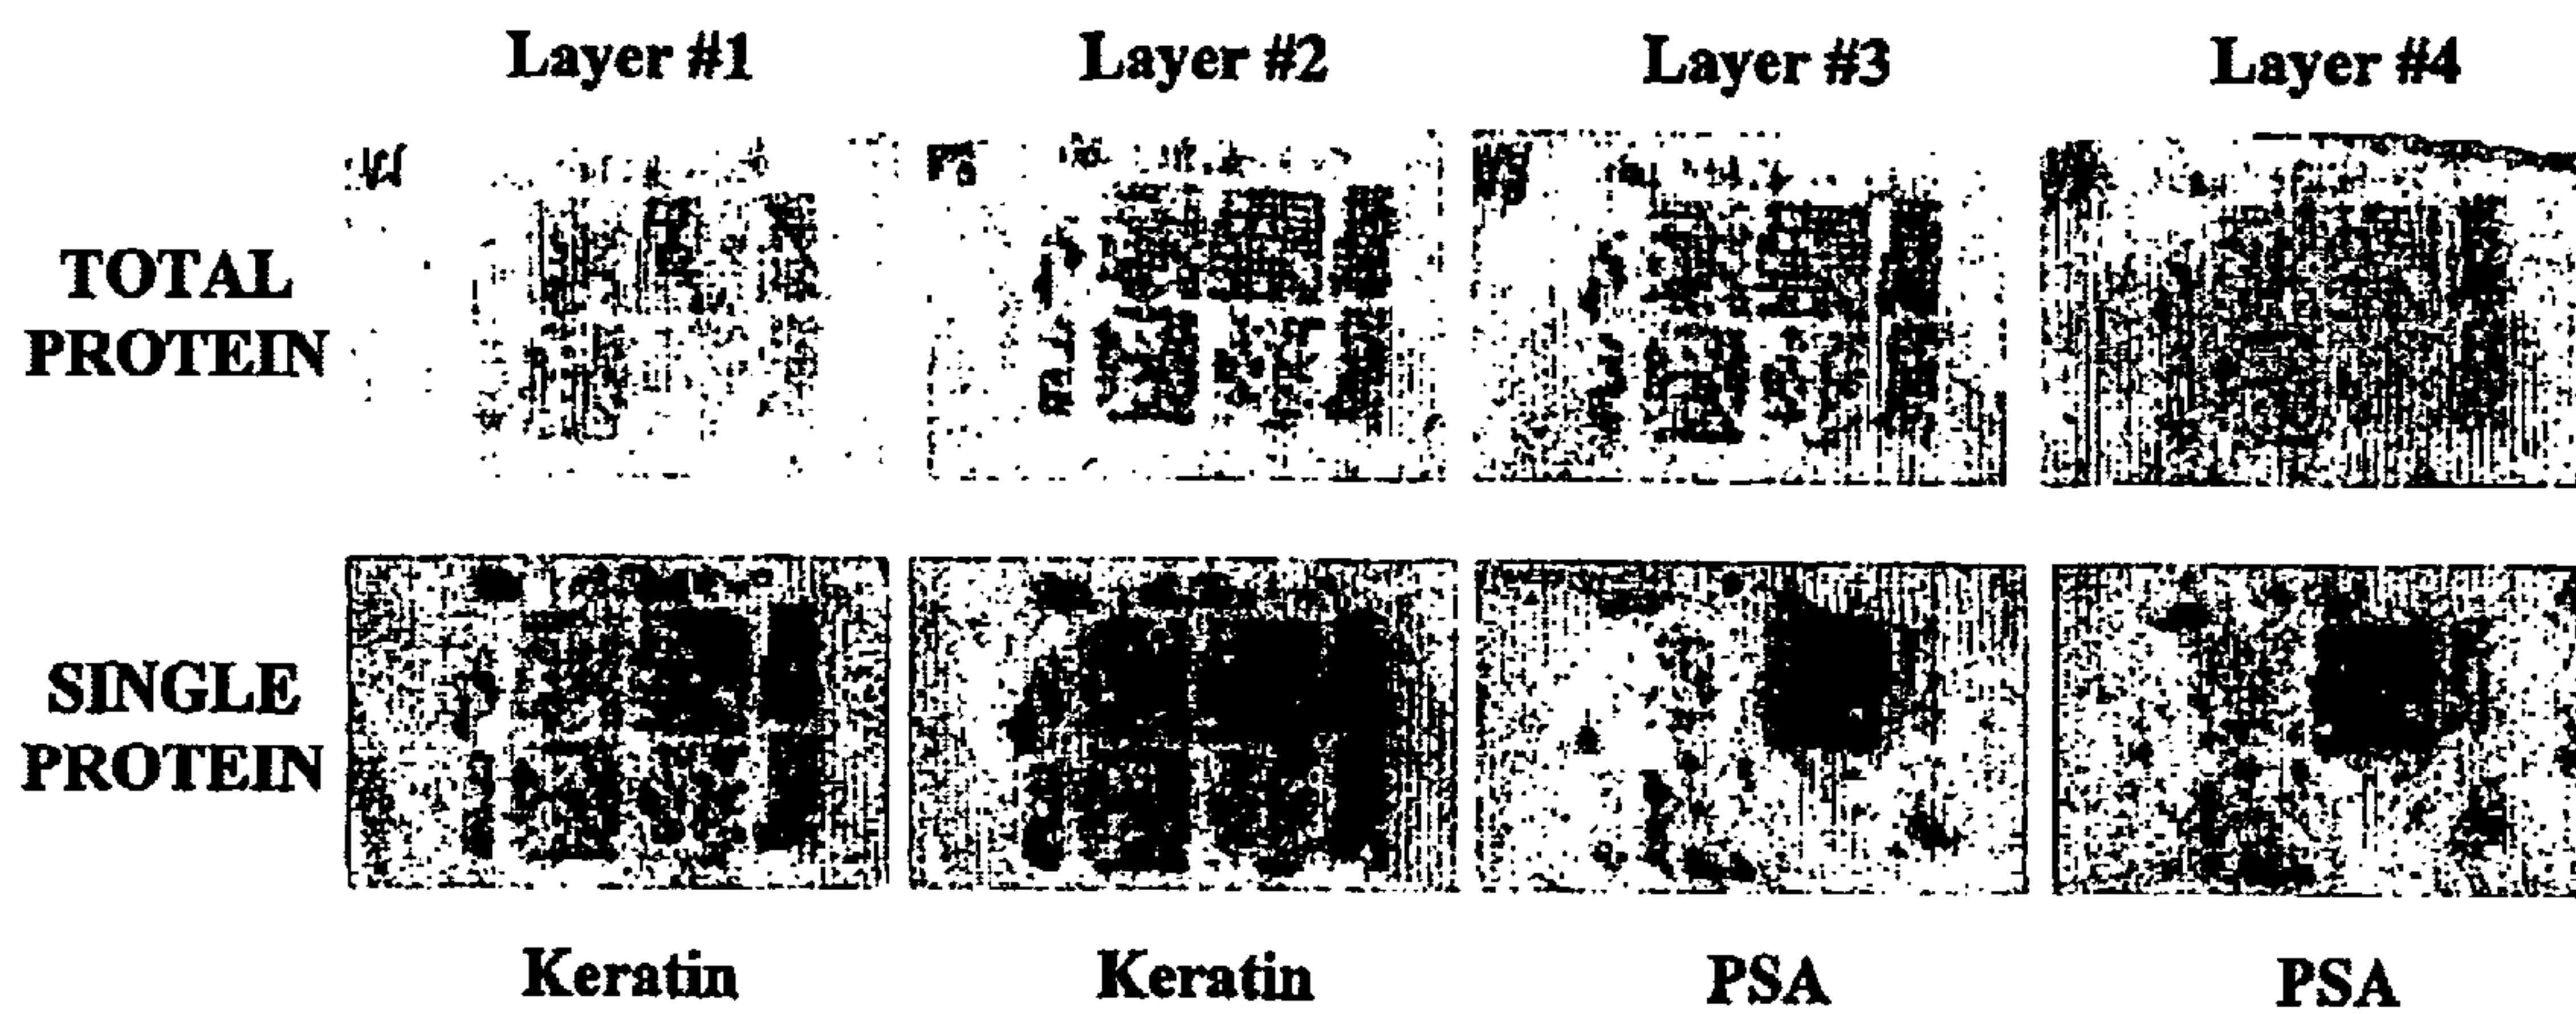 Layer #1
Layer #2
Layer #3
Layer #4
TOTAL
PROTEIN
SINGLE
PROTEIN
Keratin
Keratin
PSA
PSA